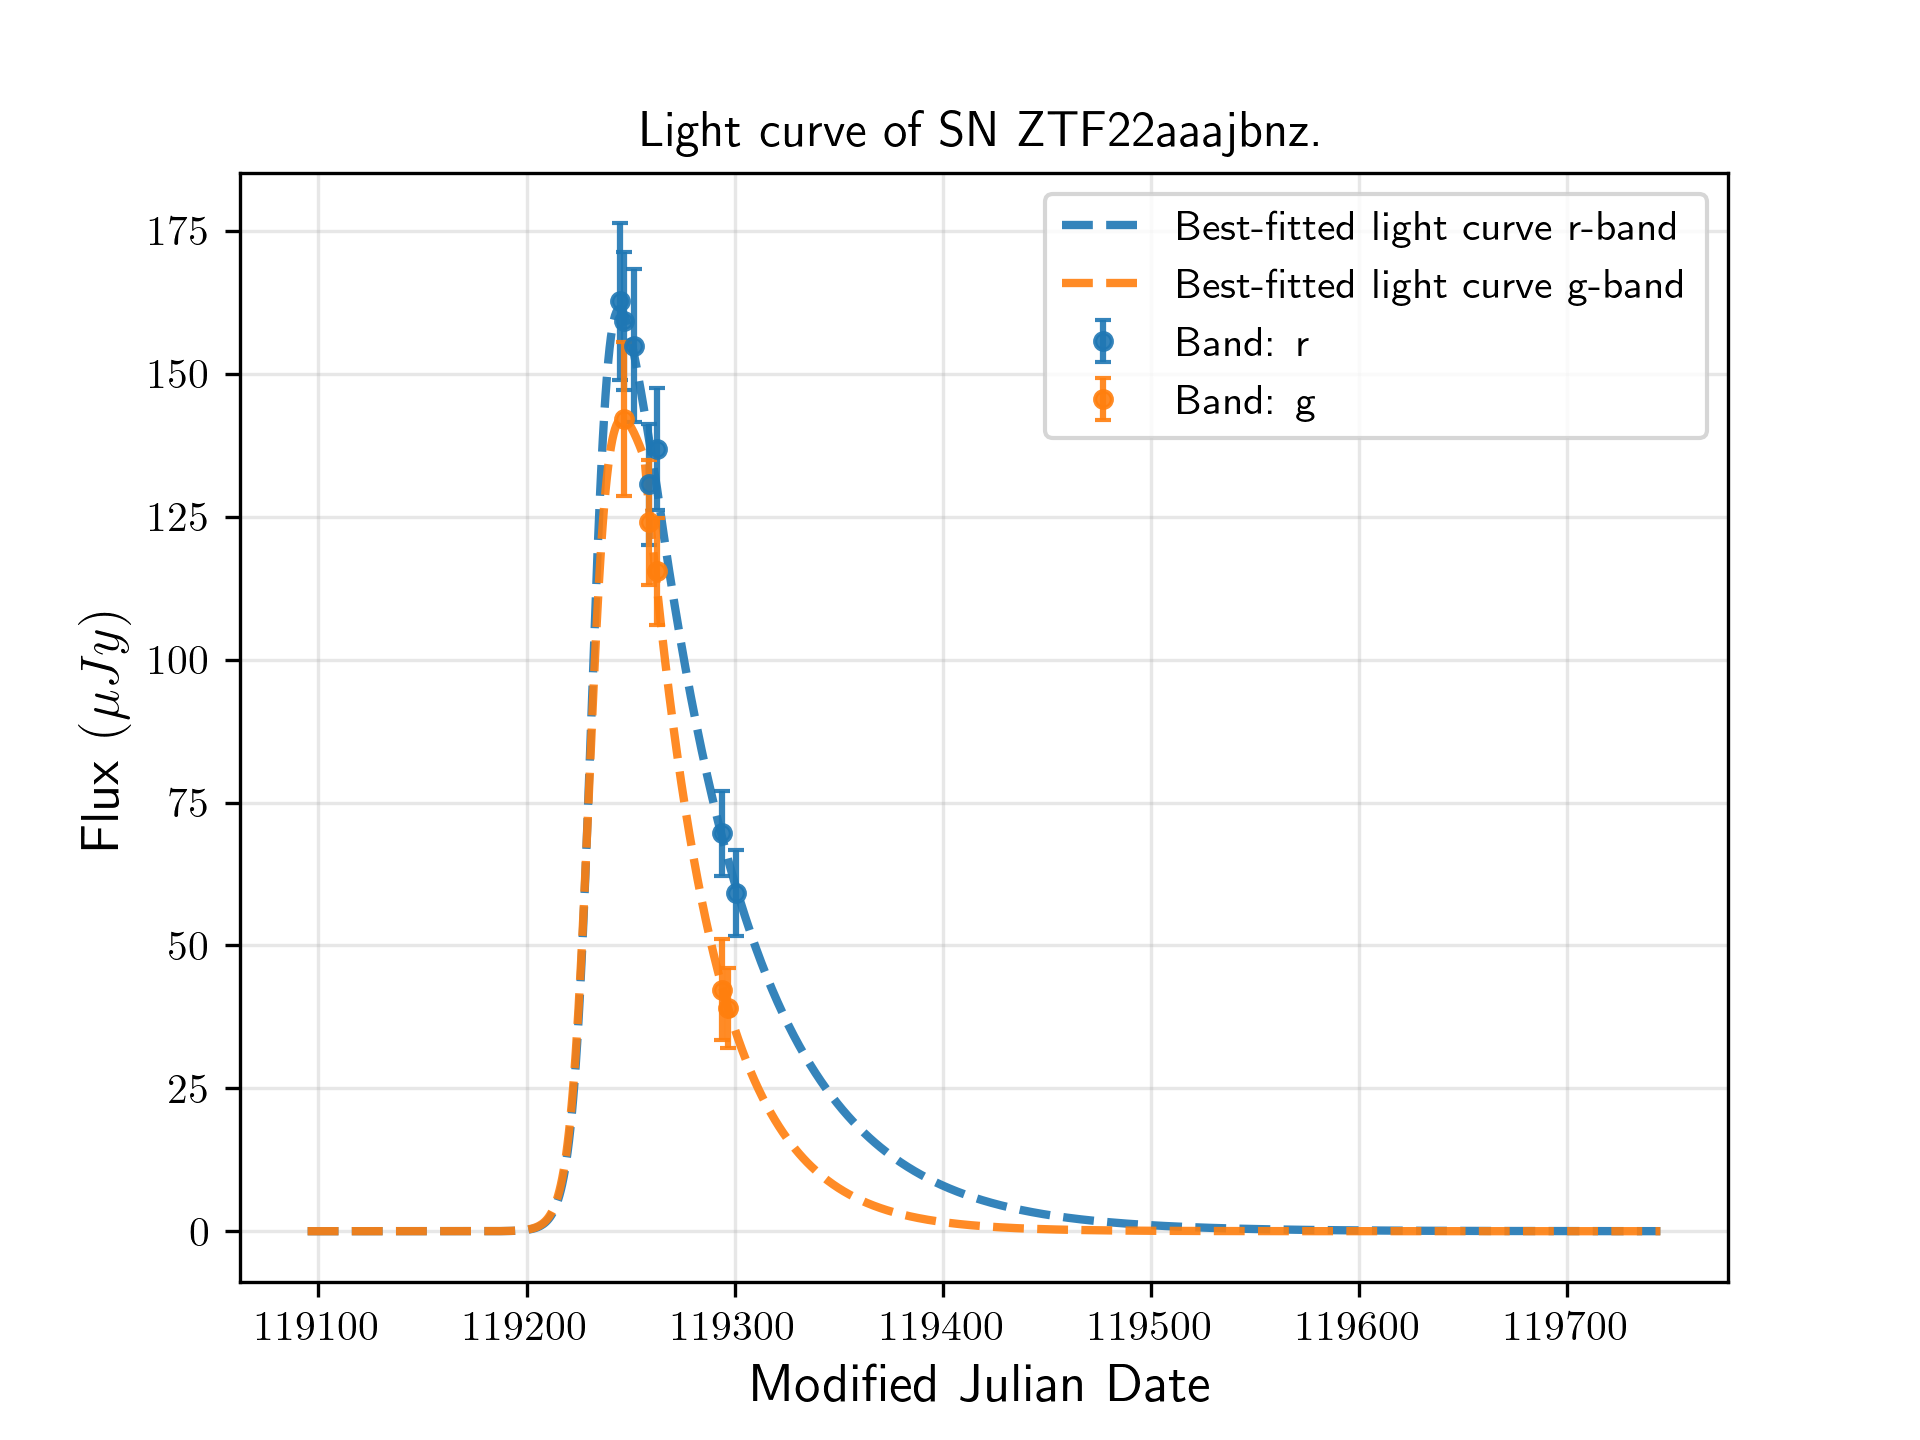 Light curve of SN ZTF22aaajbnz.
Best-fitted light curve r-band
Best-fitted light curve g-band
Band: r
Band: g
175
150
125
100
75
50
25
0
Flux (μJy)
119100 119200 119300 119400 119500 119600 119700
Modified Julian Date